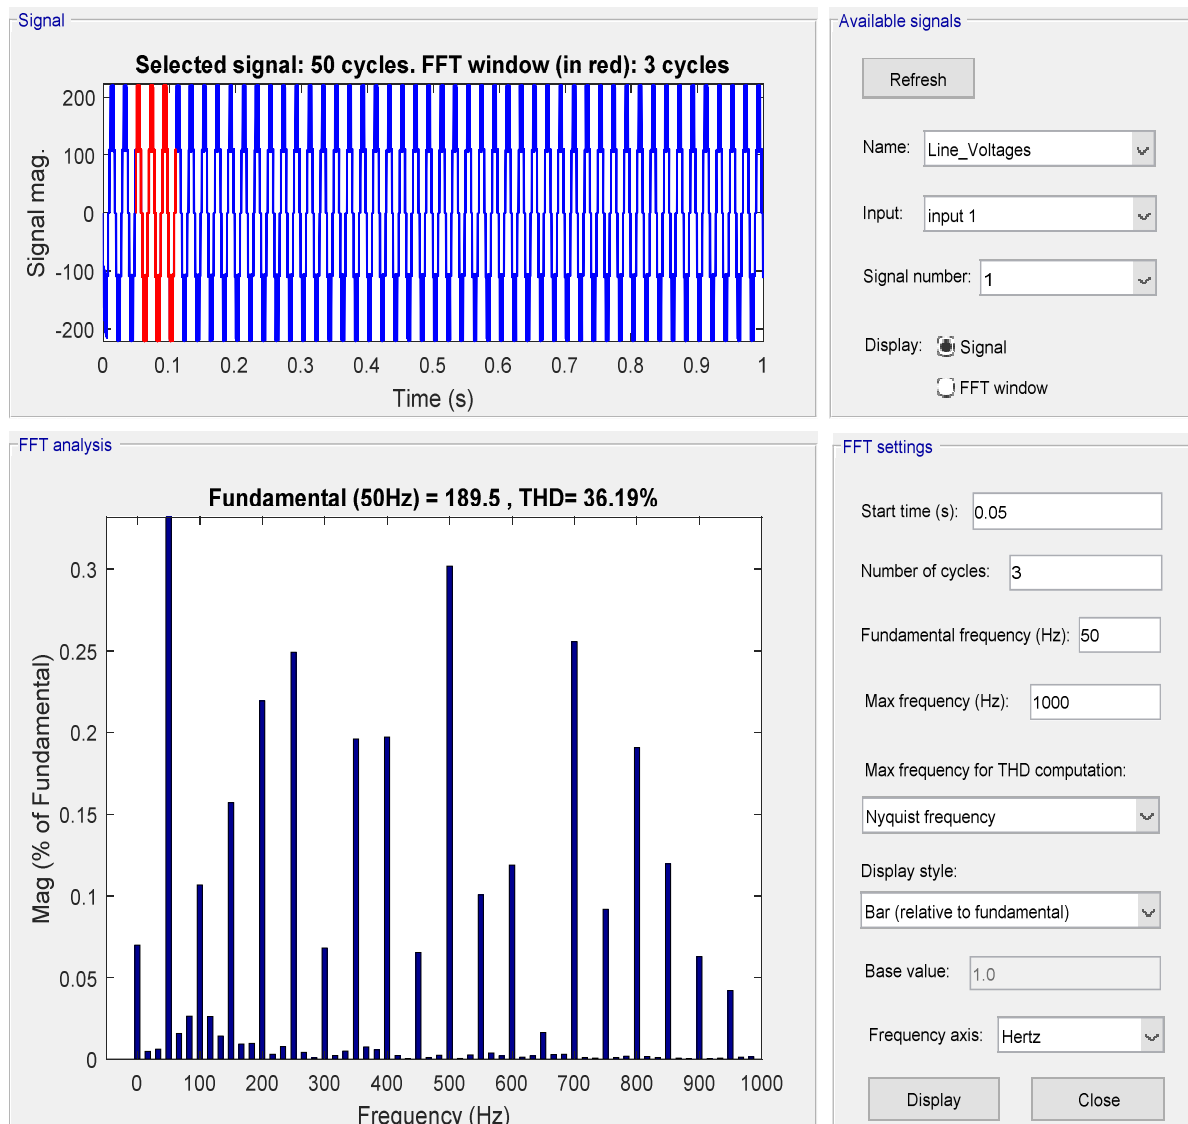 Signal
Selected signal: 50 cycles. FFT window (in red): 3 cycles
Signal mag.
200
100
0
-100
-200
0 0.1 0.2 0.3 0.4 0.5 0.6 0.7 0.8 0.9 1
Time (s)
Available signals
Refresh
Name: Line_Voltages
Input: input 1
Signal number: 1
Display: Signal
FFT window
FFT analysis
Fundamental (50Hz) = 189.5 , THD= 36.19%
Mag (% of Fundamental)
0.3
0.25
0.2
0.15
0.1
0.05
0
0 100 200 300 400 500 600 700 800 900 1000
Frequency (Hz)
FFT settings
Start time (s): 0.05
Number of cycles: 3
Fundamental frequency (Hz): 50
Max frequency (Hz): 1000
Max frequency for THD computation:
Nyquist frequency
Display style:
Bar (relative to fundamental)
Base value: 1.0
Frequency axis: Hertz
Display Close